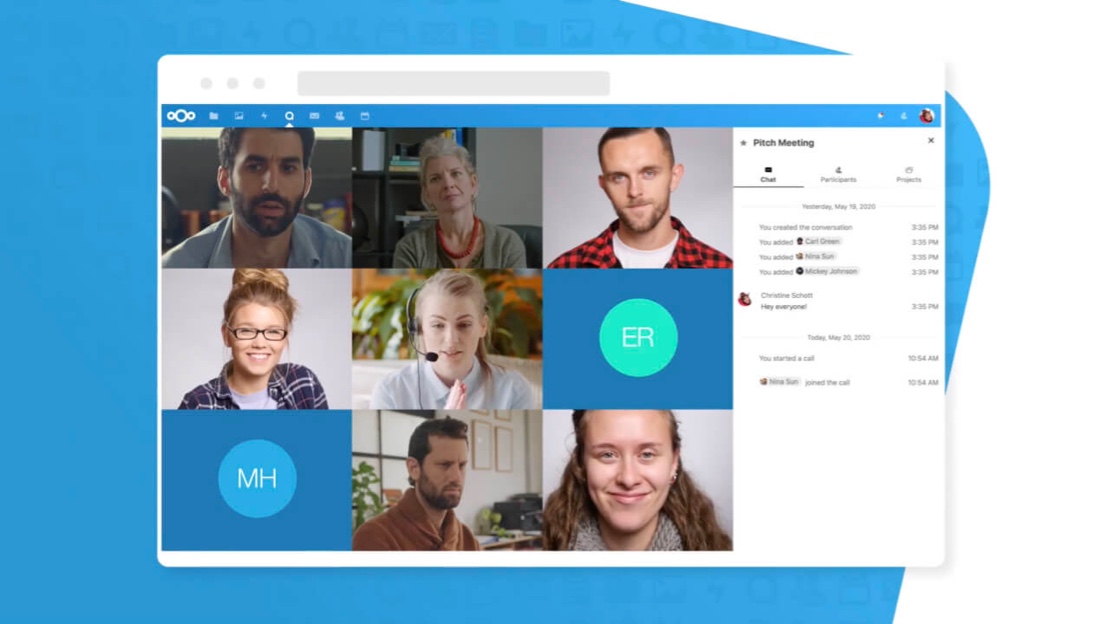 Pitch Meeting
Chat Participants Projects
Yesterday, May 19, 2020
You created the conversation 3:35 PM
You added Carl Green 3:35 PM
You added Nina Sun 3:35 PM
You added Mickey Johnson 3:35 PM
Christine Schott
Hey everyone! 3:35 PM
ER
Today, May 20, 2020
You started a call 10:54 AM
Nina Sun joined the call 10:54 AM
MH